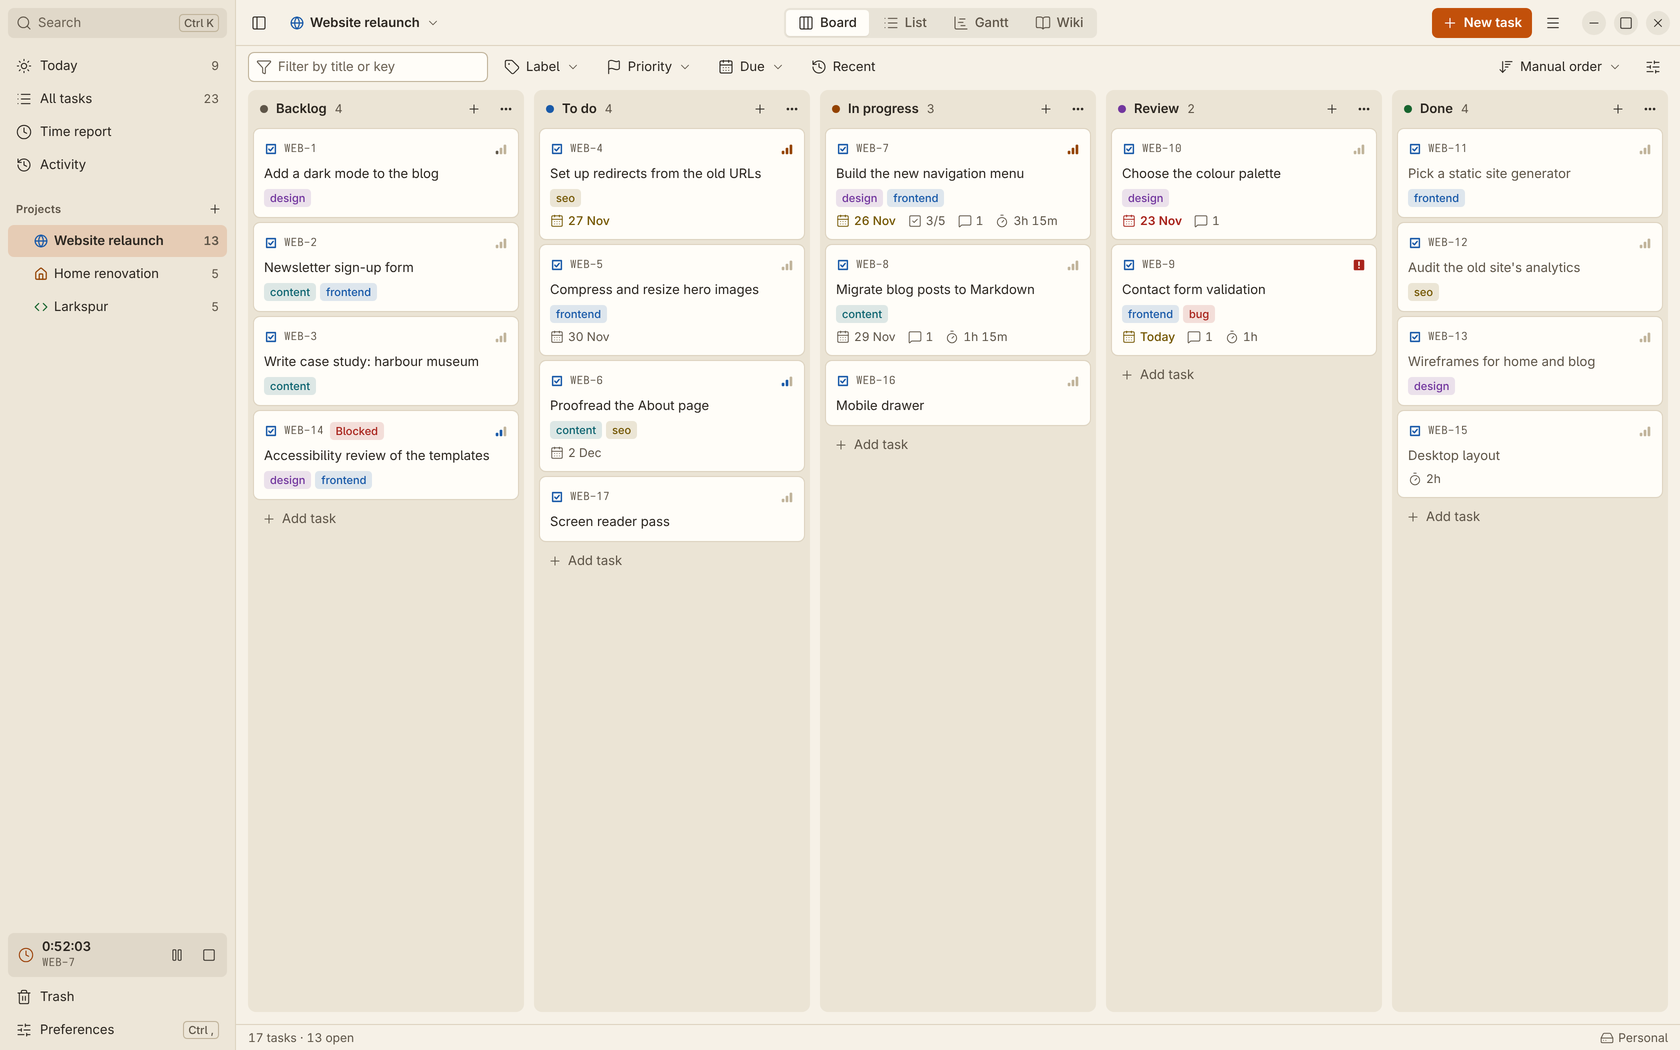 Search Ctrl K
Today 9
All tasks 23
Time report
Activity
Projects
Website relaunch 13
Home renovation 5
Larkspur 5
0:52:03
WEB-7
Trash
Preferences Ctrl ,
Website relaunch
Board List Gantt Wiki
New task
Filter by title or key Label Priority Due Recent Manual order
Backlog 4
WEB-1
Add a dark mode to the blog
design
WEB-2
Newsletter sign-up form
content frontend
WEB-3
Write case study: harbour museum
content
WEB-14 Blocked
Accessibility review of the templates
design frontend
Add task
To do 4
WEB-4
Set up redirects from the old URLs
seo
27 Nov
WEB-5
Compress and resize hero images
frontend
30 Nov
WEB-6
Proofread the About page
content seo
2 Dec
WEB-17
Screen reader pass
Add task
In progress 3
WEB-7
Build the new navigation menu
design frontend
26 Nov 3/5 1 3h 15m
WEB-8
Migrate blog posts to Markdown
content
29 Nov 1 1h 15m
WEB-16
Mobile drawer
Add task
Review 2
WEB-10
Choose the colour palette
design
23 Nov 1
WEB-9
Contact form validation
frontend bug
Today 1 1h
Add task
Done 4
WEB-11
Pick a static site generator
frontend
WEB-12
Audit the old site's analytics
seo
WEB-13
Wireframes for home and blog
design
WEB-15
Desktop layout
2h
Add task
17 tasks · 13 open
Personal